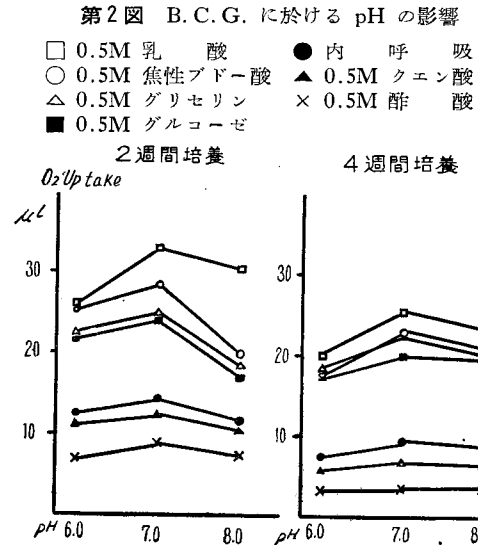 第2図 B.C.G. に於ける pH の影響
□ 0.5M 乳酸 ● 内呼吸
○ 0.5M 焦性ブドー酸 ▲ 0.5M クエン酸
△ 0.5M グリセリン × 0.5M 酢酸
■ 0.5M グルコーゼ
2週間培養 4週間培養
O₂ Uptake
μl
30 30
20 20
10 10
pH 6.0 7.0 8.0 pH 6.0 7.0 8.